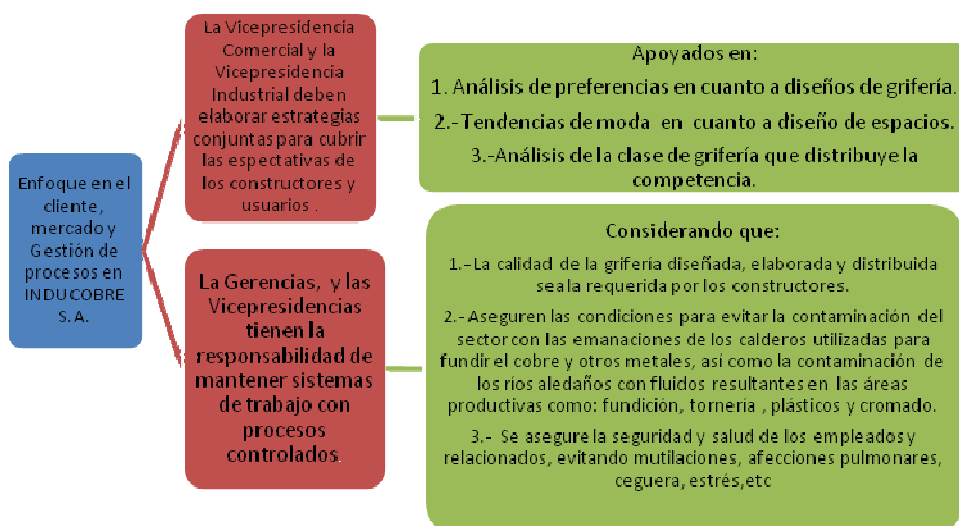 Enfoque en el
cliente,
mercado y
Gestión de
procesos en
INDUCOBRE
S.A.
La Vicepresidencia
Comercial y la
Vicepresidencia
Industrial deben
elaborar estrategias
conjuntas para cubrir
las espectativas de
los constructores y
usuarios .
Apoyados en:
1. Análisis de preferencias en cuanto a diseños de grifería.
2.-Tendencias de moda en cuanto a diseño de espacios.
3.-Análisis de la clase de grifería que distribuye la
competencia.
La Gerencias, y las
Vicepresidencias
tienen la
responsabilidad de
mantener sistemas
de trabajo con
procesos
controlados.
Considerando que:
1.-La calidad de la grifería diseñada, elaborada y distribuida
sea la requerida por los constructores.
2.-Aseguren las condiciones para evitar la contaminación del
sector con las emanaciones de los calderos utilizadas para
fundir el cobre y otros metales, así como la contaminación de
los ríos aledaños con fluidos resultantes en las áreas
productivas como: fundición, tornería , plásticos y cromado.
3.- Se asegure la seguridad y salud de los empleados y
relacionados, evitando mutilaciones, afecciones pulmonares,
ceguera, estrés,etc